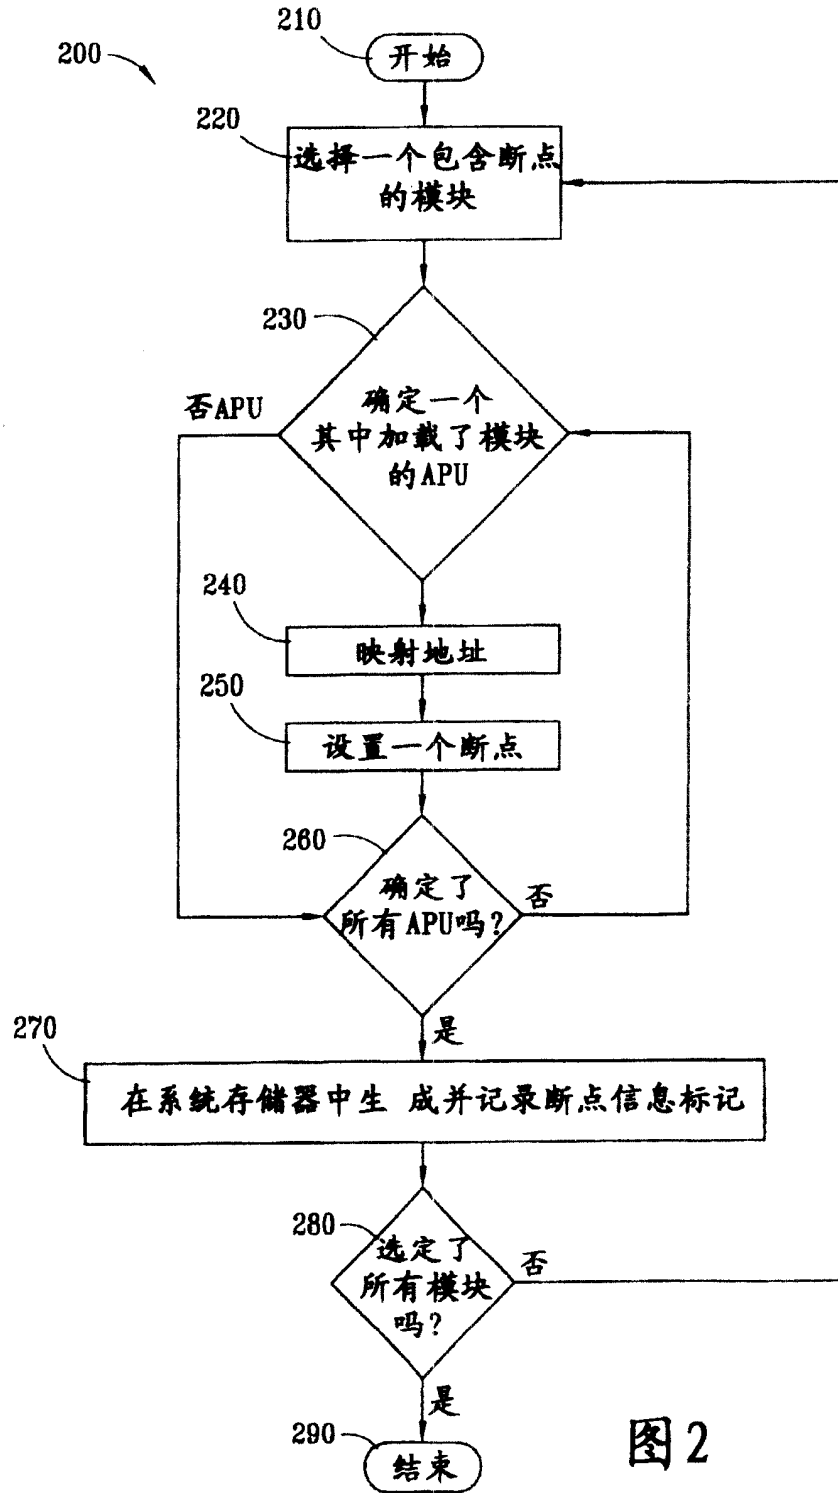 210
开始
200
220
选择一个包含断点
的模块
230
否APU
确定一个
其中加载了模块
的APU
240
映射地址
250
设置一个断点
260
确定了
所有APU吗?
否
是
270
在系统存储器中生 成并记录断点信息标记
280
选定了
所有模块
吗?
否
是
290
结束
图2